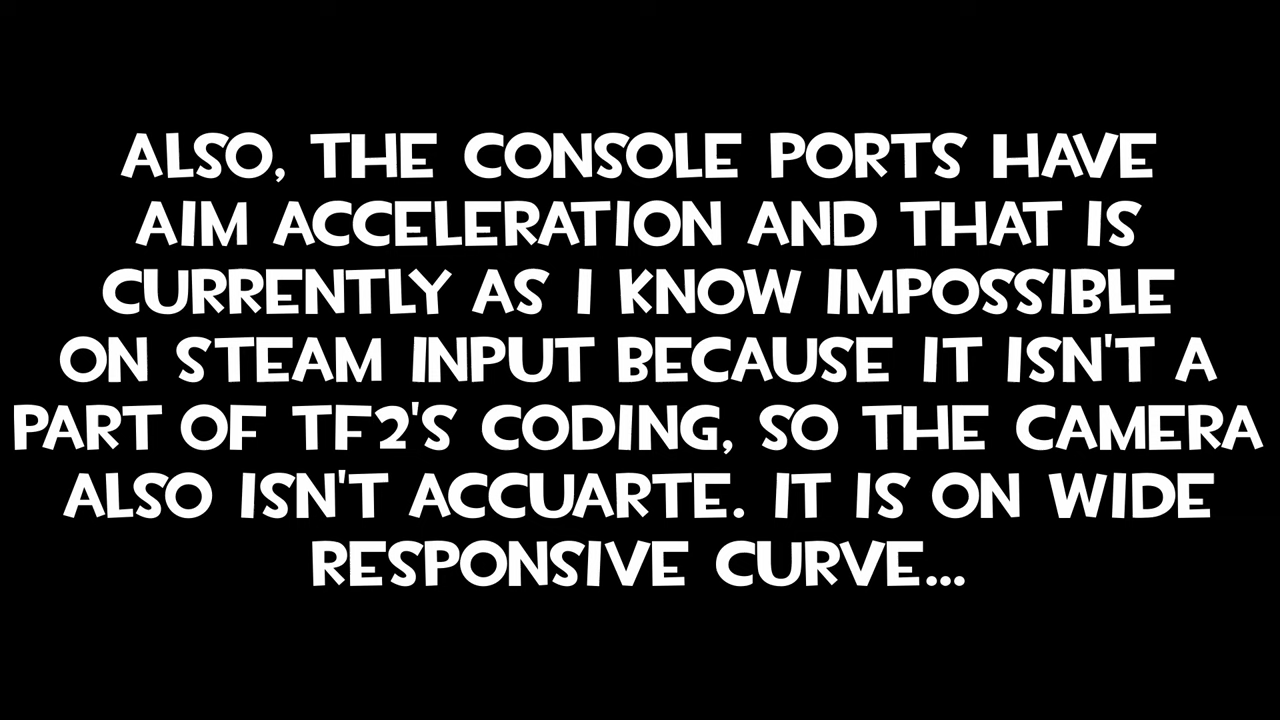 ALSO, THE CONSOLE PORTS HAVE
AIM ACCELERATION AND THAT IS
CURRENTLY AS I KNOW IMPOSSIBLE
ON STEAM INPUT BECAUSE IT ISN'T A
PART OF TF2'S CODING, SO THE CAMERA
ALSO ISN'T ACCUARTE. IT IS ON WIDE
RESPONSIVE CURVE...